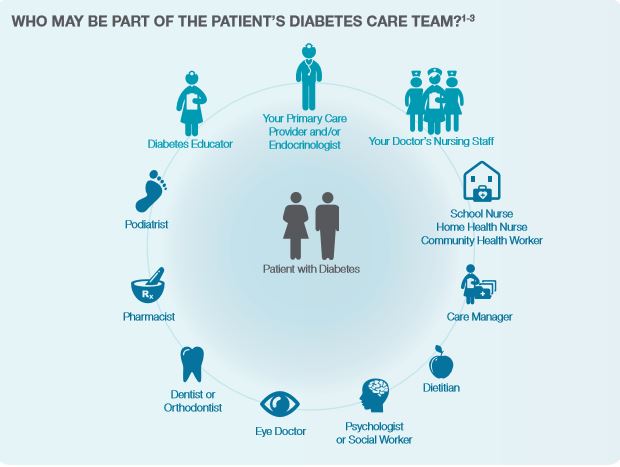 WHO MAY BE PART OF THE PATIENT'S DIABETES CARE TEAM?1-3
Your Primary Care
Provider and/or
Endocrinologist
Diabetes Educator
Your Doctor's Nursing Staff
School Nurse
Home Health Nurse
Community Health Worker
Podiatrist
Patient with Diabetes
Pharmacist
Rx
Care Manager
Dietitian
Dentist or
Orthodontist
Eye Doctor
Psychologist
or Social Worker